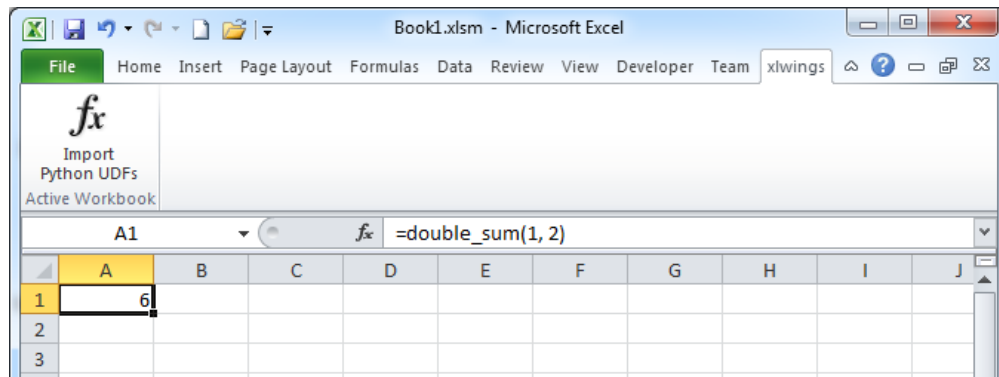 Book1.xlsm - Microsoft Excel
File Home Insert Page Layout Formulas Data Review View Developer Team xlwings
fx
Import
Python UDFs
Active Workbook
A1 fx =double_sum(1, 2)
A B C D E F G H I J
1 6
2
3